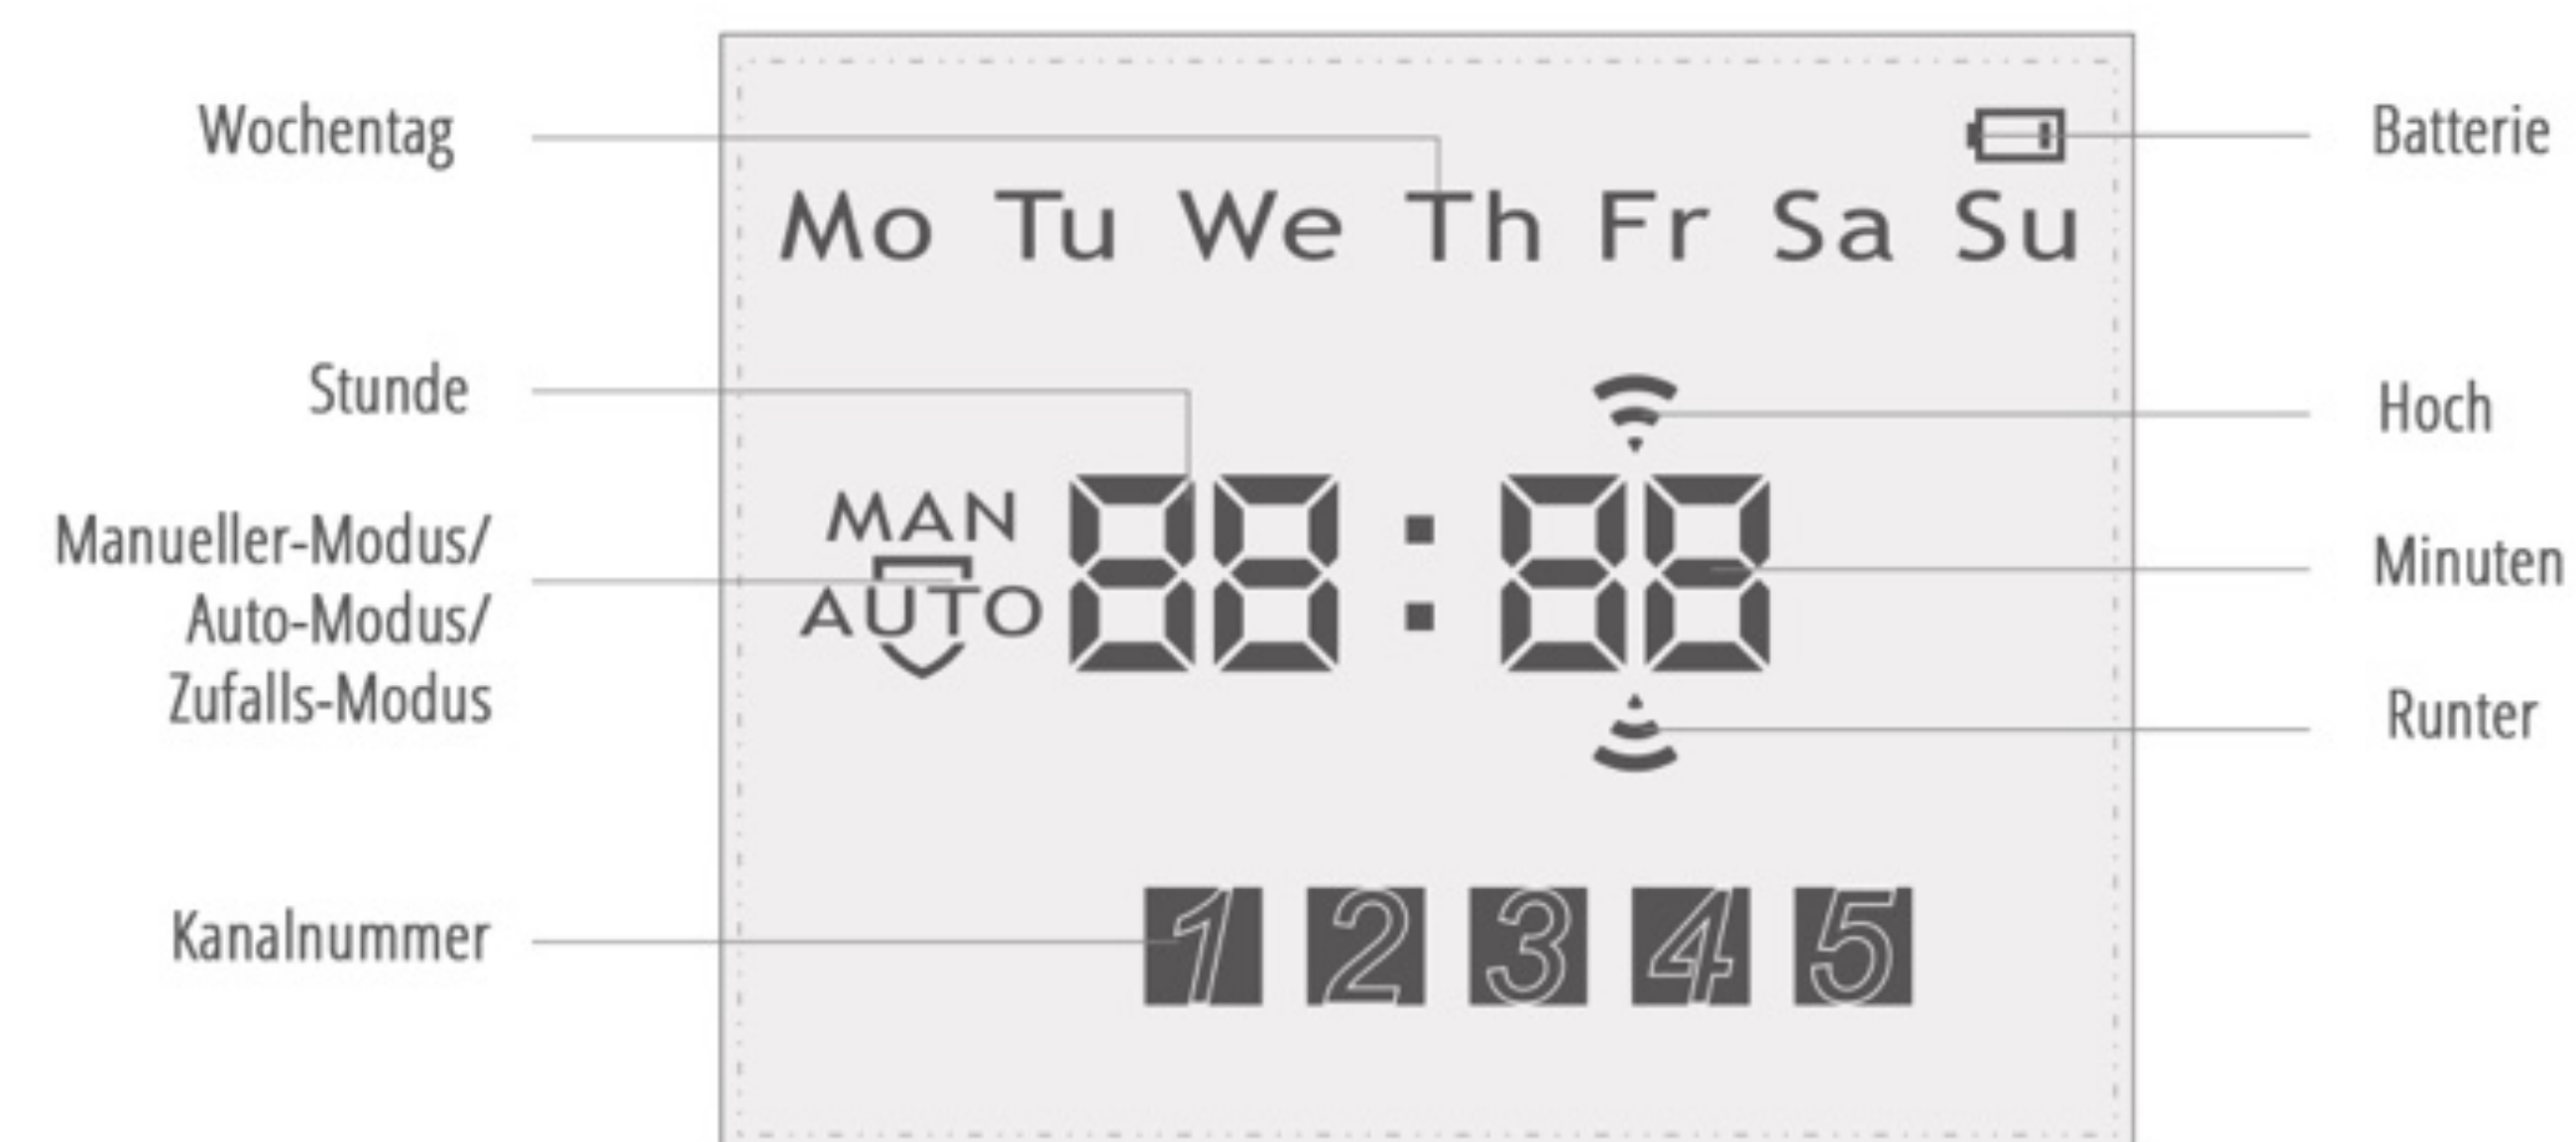 Wochentag
Batterie
Mo Tu We Th Fr Sa Su
Stunde
Hoch
MAN
AUTO
88:88
Manueller-Modus/
Auto-Modus/
Zufalls-Modus
Minuten
Runter
Kanalnummer
1 2 3 4 5